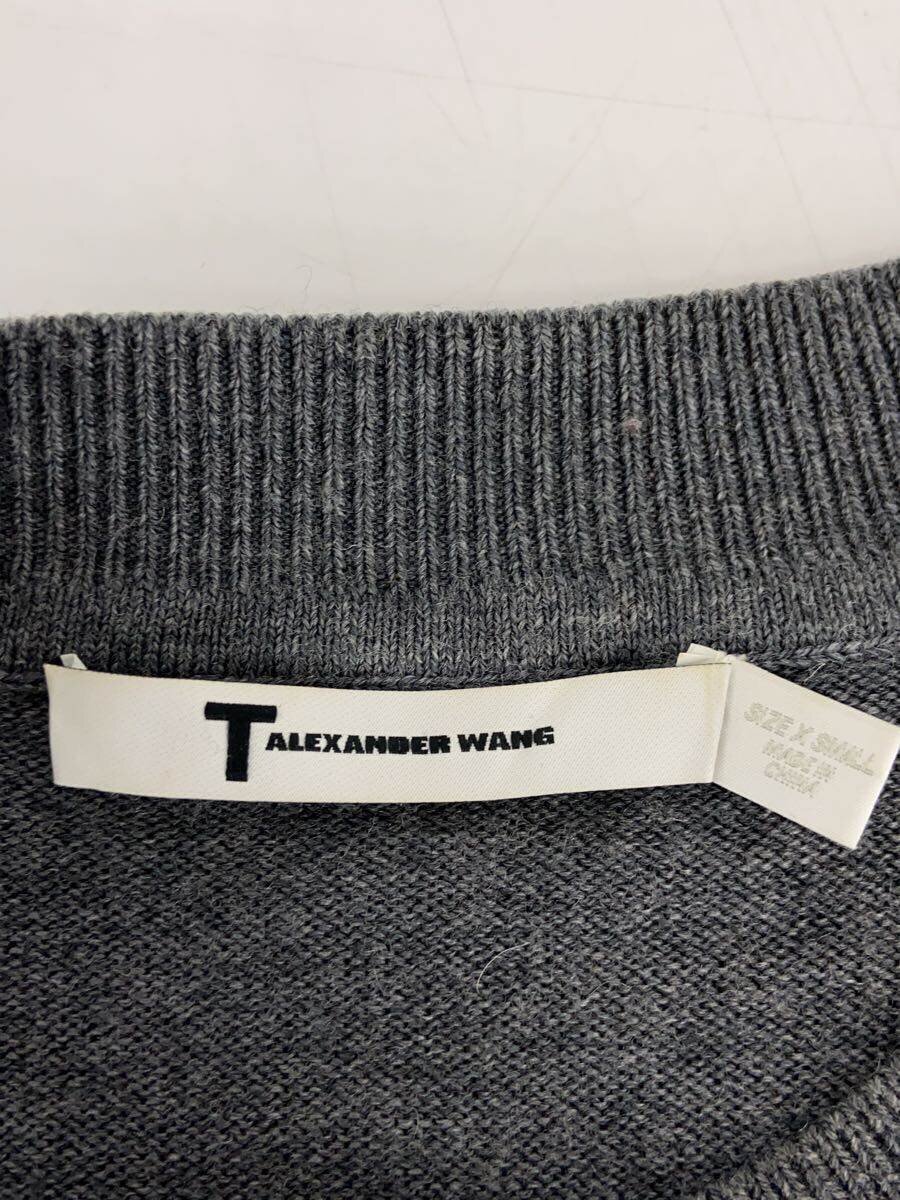 T ALEXANDER WANG
SIZE X SMALL
MADE IN
CHINA